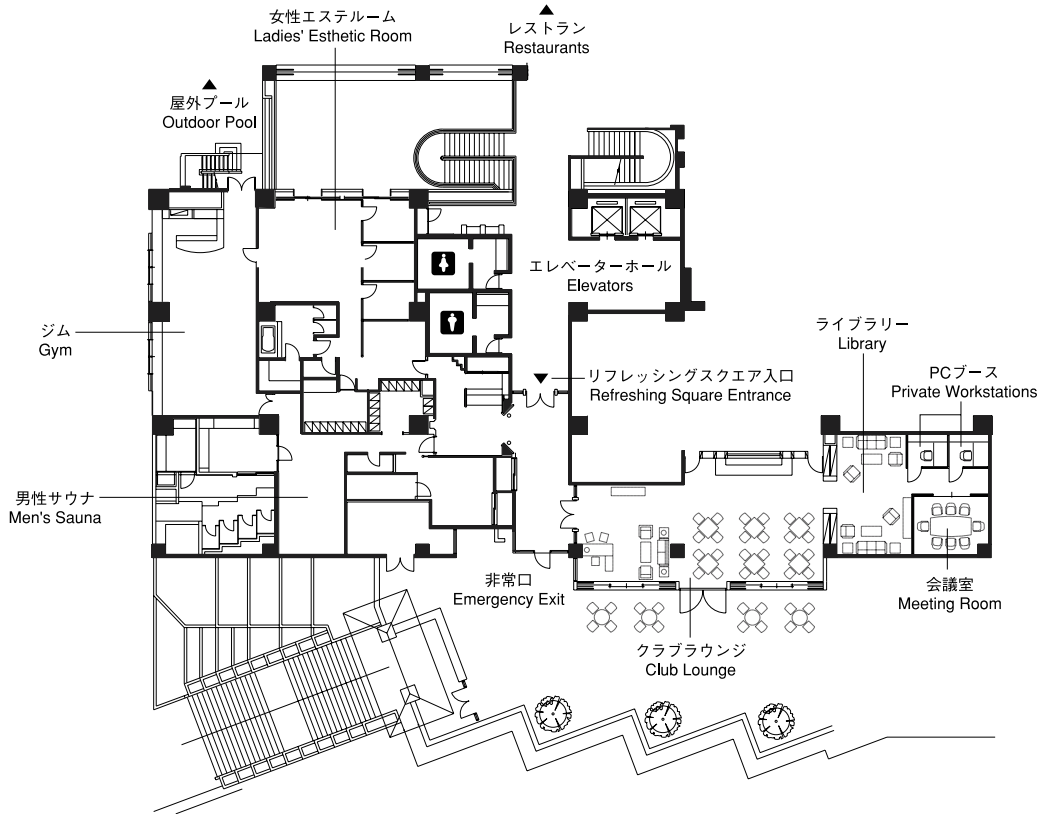 女性エステルーム
Ladies' Esthetic Room
レストラン
Restaurants
屋外プール
Outdoor Pool
エレベーターホール
Elevators
ジム
Gym
ライブラリー
Library
リフレッシングスクエア入口
Refreshing Square Entrance
PCブース
Private Workstations
男性サウナ
Men's Sauna
非常口
Emergency Exit
会議室
Meeting Room
クラブラウンジ
Club Lounge